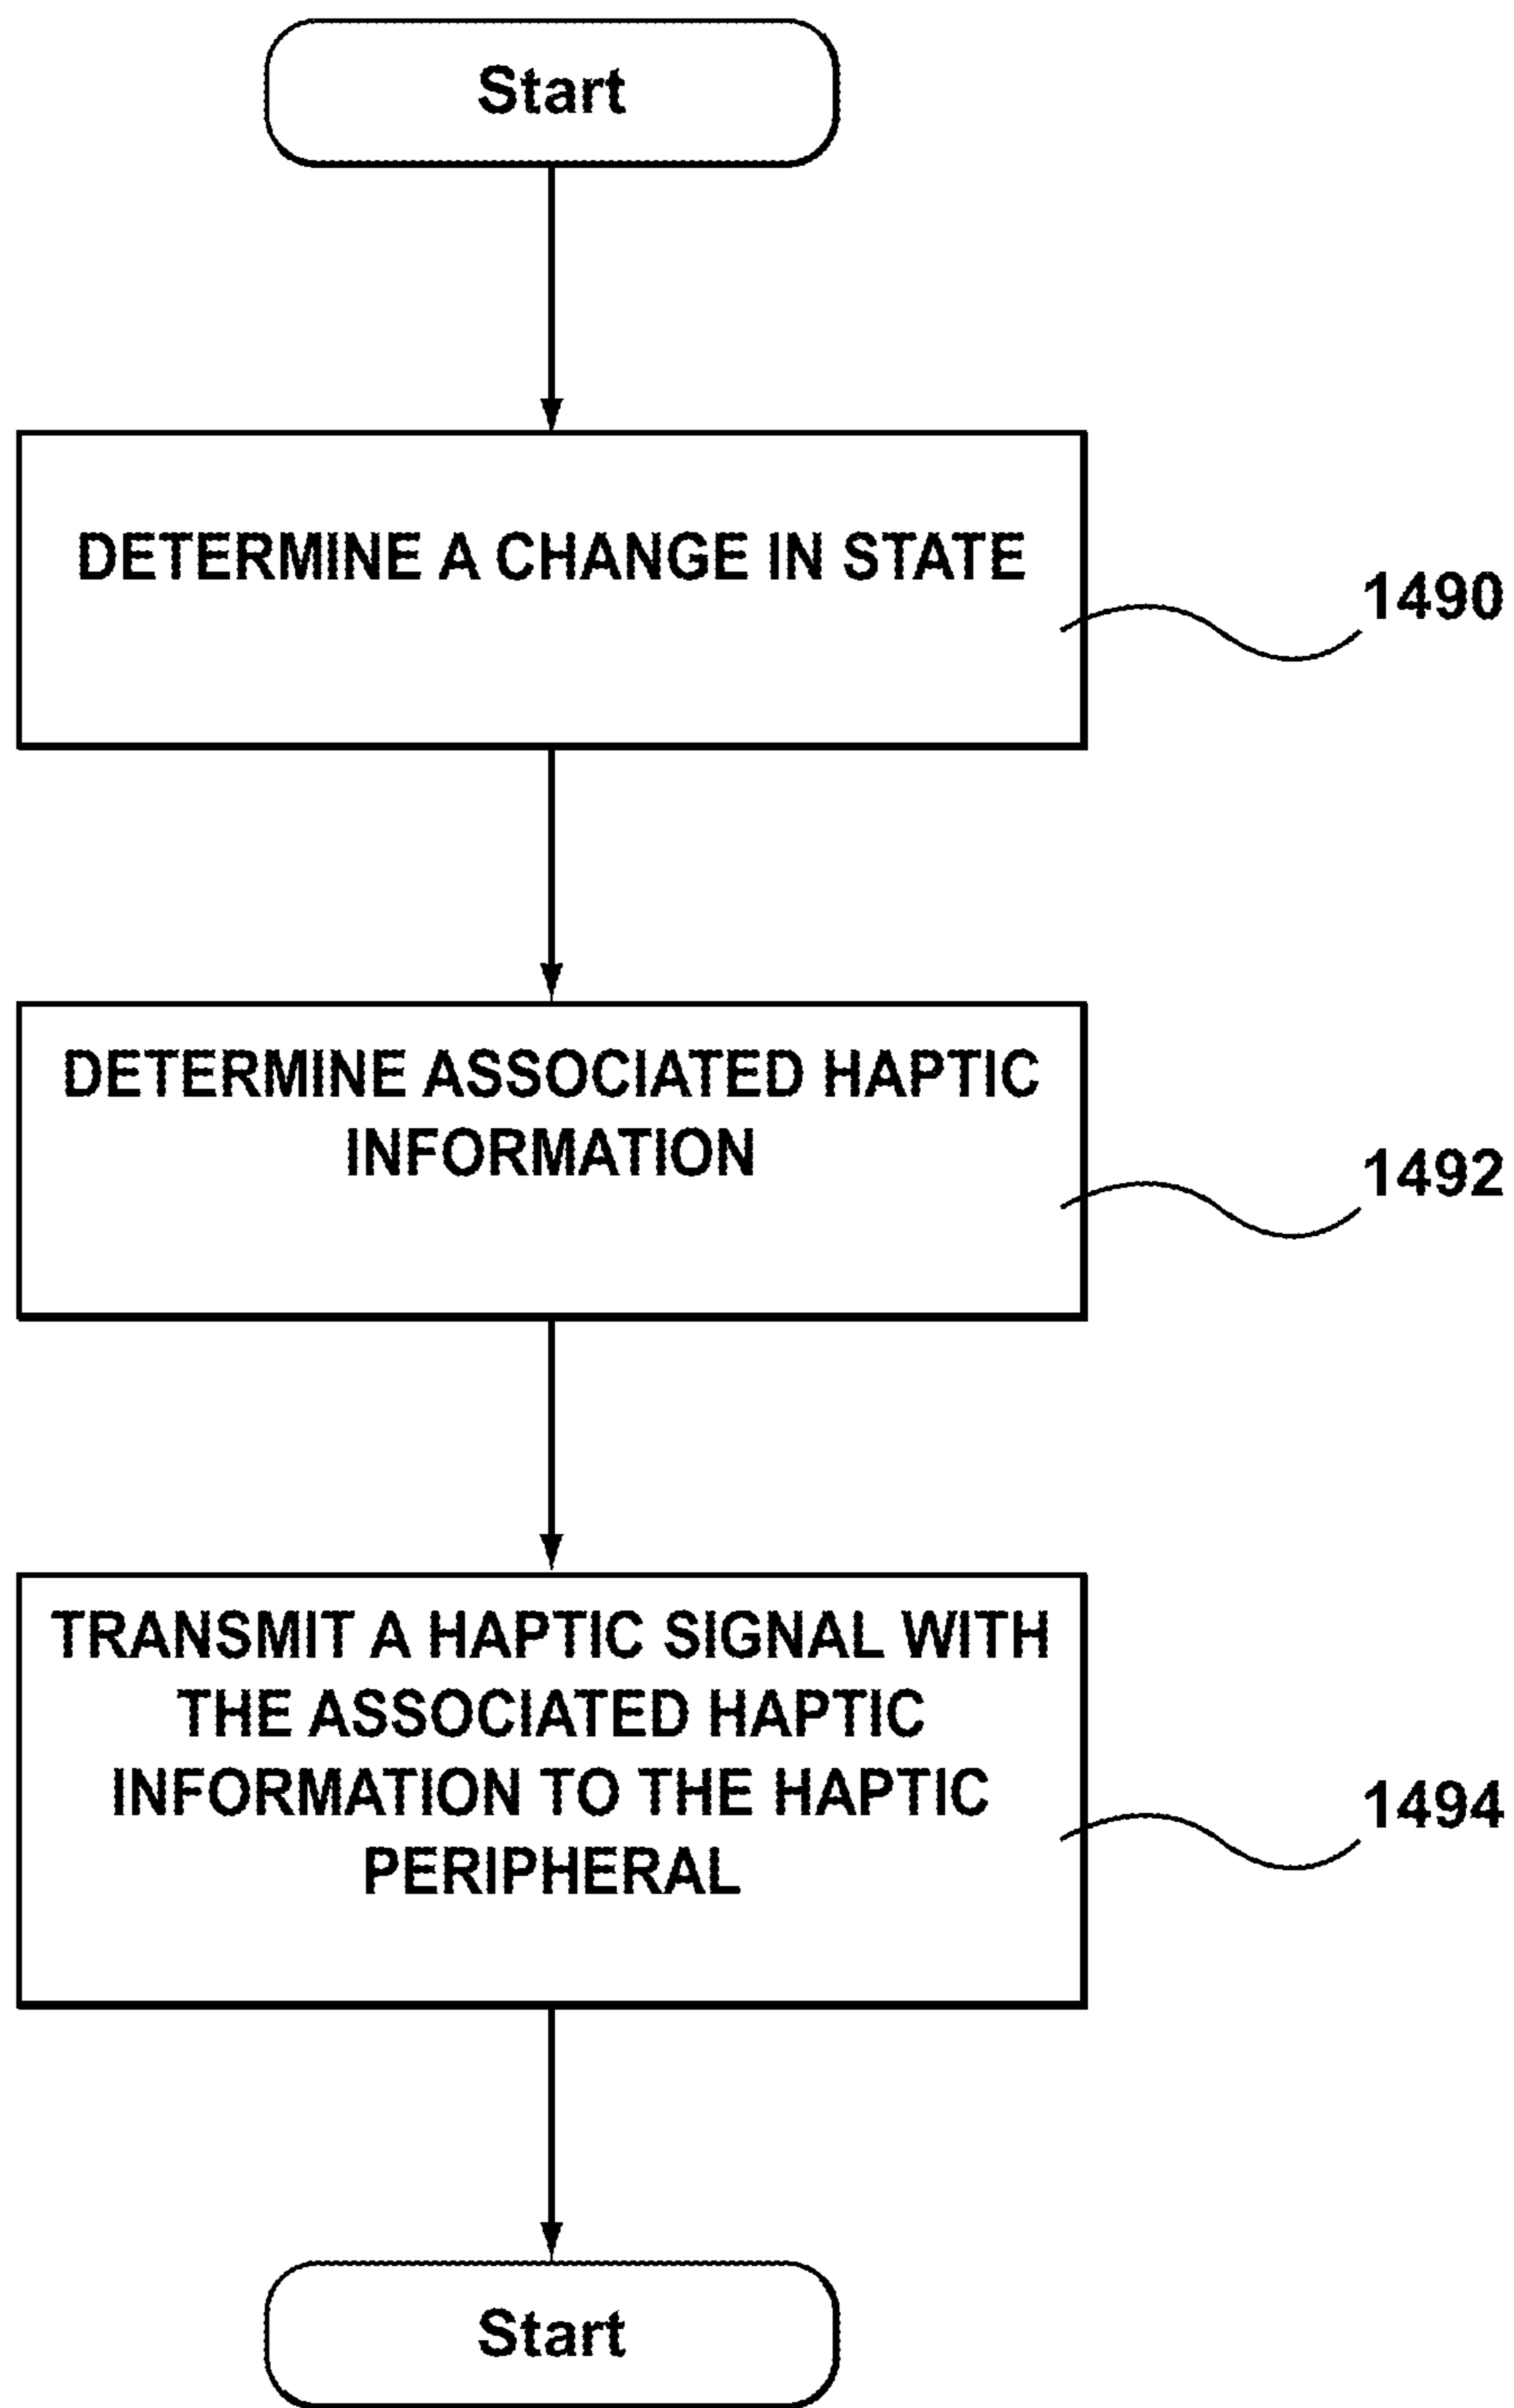 Start
DETERMINE A CHANGE IN STATE
1490
DETERMINE ASSOCIATED HAPTIC
INFORMATION
1492
TRANSMIT A HAPTIC SIGNAL WITH
THE ASSOCIATED HAPTIC
INFORMATION TO THE HAPTIC
PERIPHERAL
1494
Start